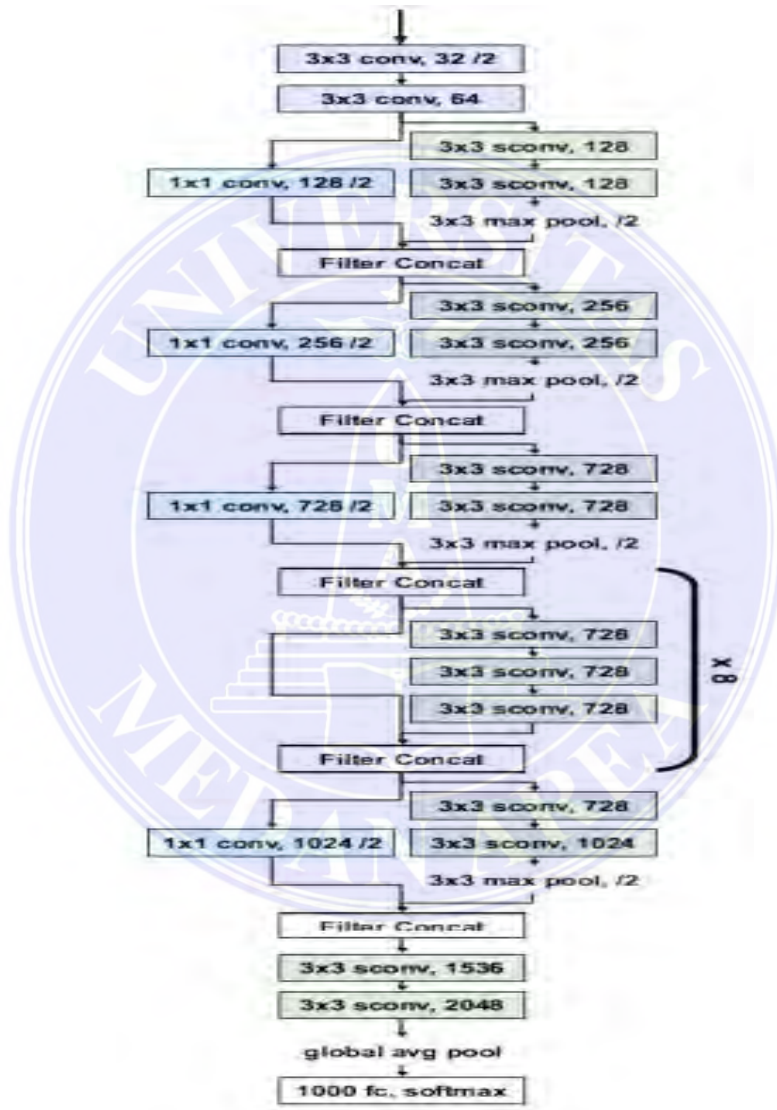 3x3 conv, 32 /2
3x3 conv, 64
3x3 sconv, 128
1x1 conv, 128 /2
3x3 sconv, 128
3x3 max pool, /2
Filter Concat
3x3 sconv, 256
1x1 conv, 256 /2
3x3 sconv, 256
3x3 max pool, /2
Filter Concat
3x3 sconv, 728
1x1 conv, 728 /2
3x3 sconv, 728
3x3 max pool, /2
Filter Concat
3x3 sconv, 728
3x3 sconv, 728
3x3 sconv, 728
x 8
Filter Concat
3x3 sconv, 728
1x1 conv, 1024 /2
3x3 sconv, 1024
3x3 max pool, /2
Filter Concat
3x3 sconv, 1536
3x3 sconv, 2048
global avg pool
1000 fc, softmax
UNIVERSITAS
MEDAN AREA